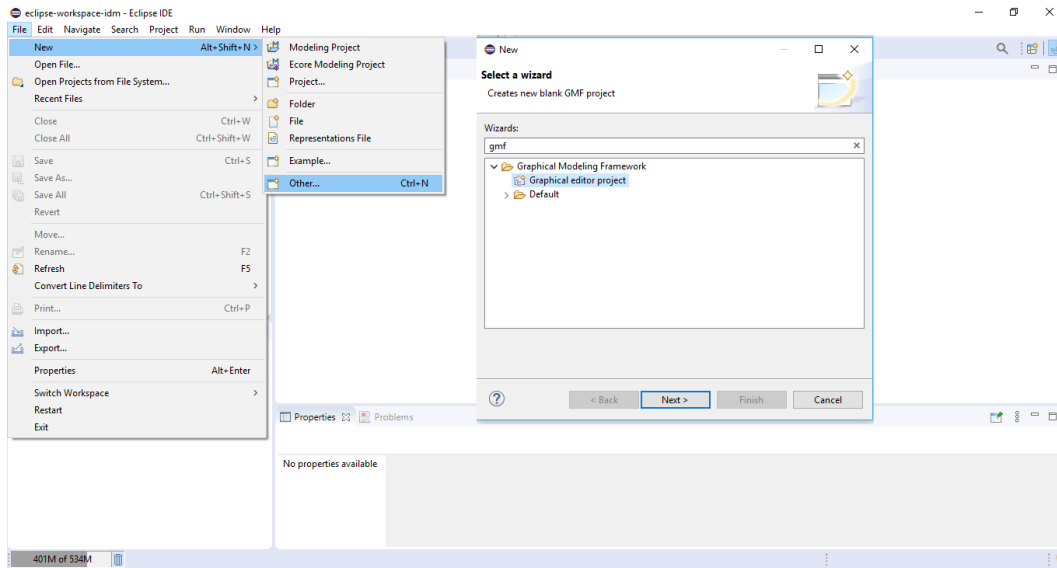 eclipse-workspace-idm - Eclipse IDE
File Edit Navigate Search Project Run Window Help
New Alt+Shift+N >
Open File...
Open Projects from File System...
Recent Files >
Close Ctrl+W
Close All Ctrl+Shift+W
Save Ctrl+S
Save As...
Save All Ctrl+Shift+S
Revert
Move...
Rename... F2
Refresh F5
Convert Line Delimiters To >
Print... Ctrl+P
Import...
Export...
Properties Alt+Enter
Switch Workspace >
Restart
Exit
Modeling Project
Ecore Modeling Project
Project...
Folder
File
Representations File
Example...
Other... Ctrl+N
New
Select a wizard
Creates new blank GMF project
Wizards:
gmf
Graphical Modeling Framework
Graphical editor project
Default
? < Back Next > Finish Cancel
Properties Problems
No properties available
401M of 534M